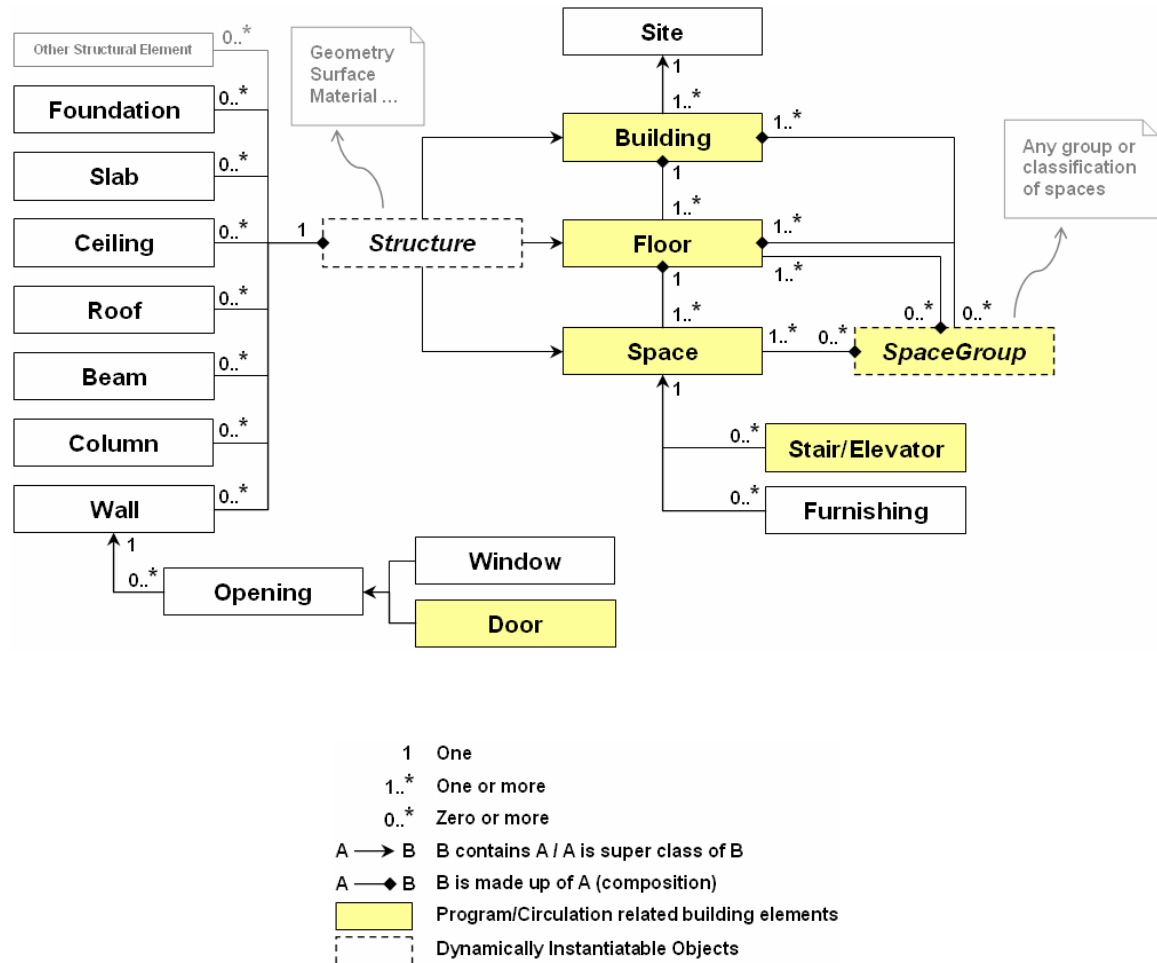 Other Structural Element
0..*
Foundation
0..*
Slab
0..*
Ceiling
0..*
Roof
0..*
Beam
0..*
Column
0..*
Wall
0..*
1
0..*
Opening
Window
Door
Geometry
Surface
Material ...
1
Structure
Site
1
1..*
Building
1..*
1
1..*
Floor
1..*
1..*
1
1..*
Space
1..*
0..*
0..*
0..*
SpaceGroup
1
0..*
Stair/Elevator
0..*
Furnishing
Any group or
classification
of spaces
1 One
1..* One or more
0..* Zero or more
A B B contains A / A is super class of B
A B B is made up of A (composition)
Program/Circulation related building elements
Dynamically Instantiatable Objects